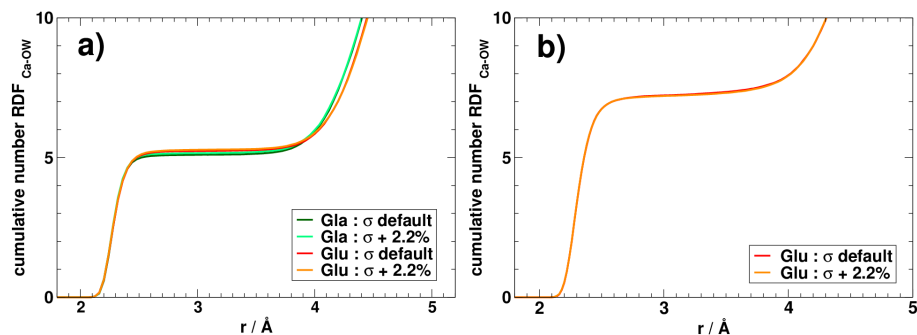 a)
cumulative number RDF Ca-OW
10
5
0
2
3
4
5
r / Å
Gla : σ default
Gla : σ + 2.2%
Glu : σ default
Glu : σ + 2.2%
b)
cumulative number RDF Ca-OW
10
5
0
2
3
4
5
r / Å
Glu : σ default
Glu : σ + 2.2%